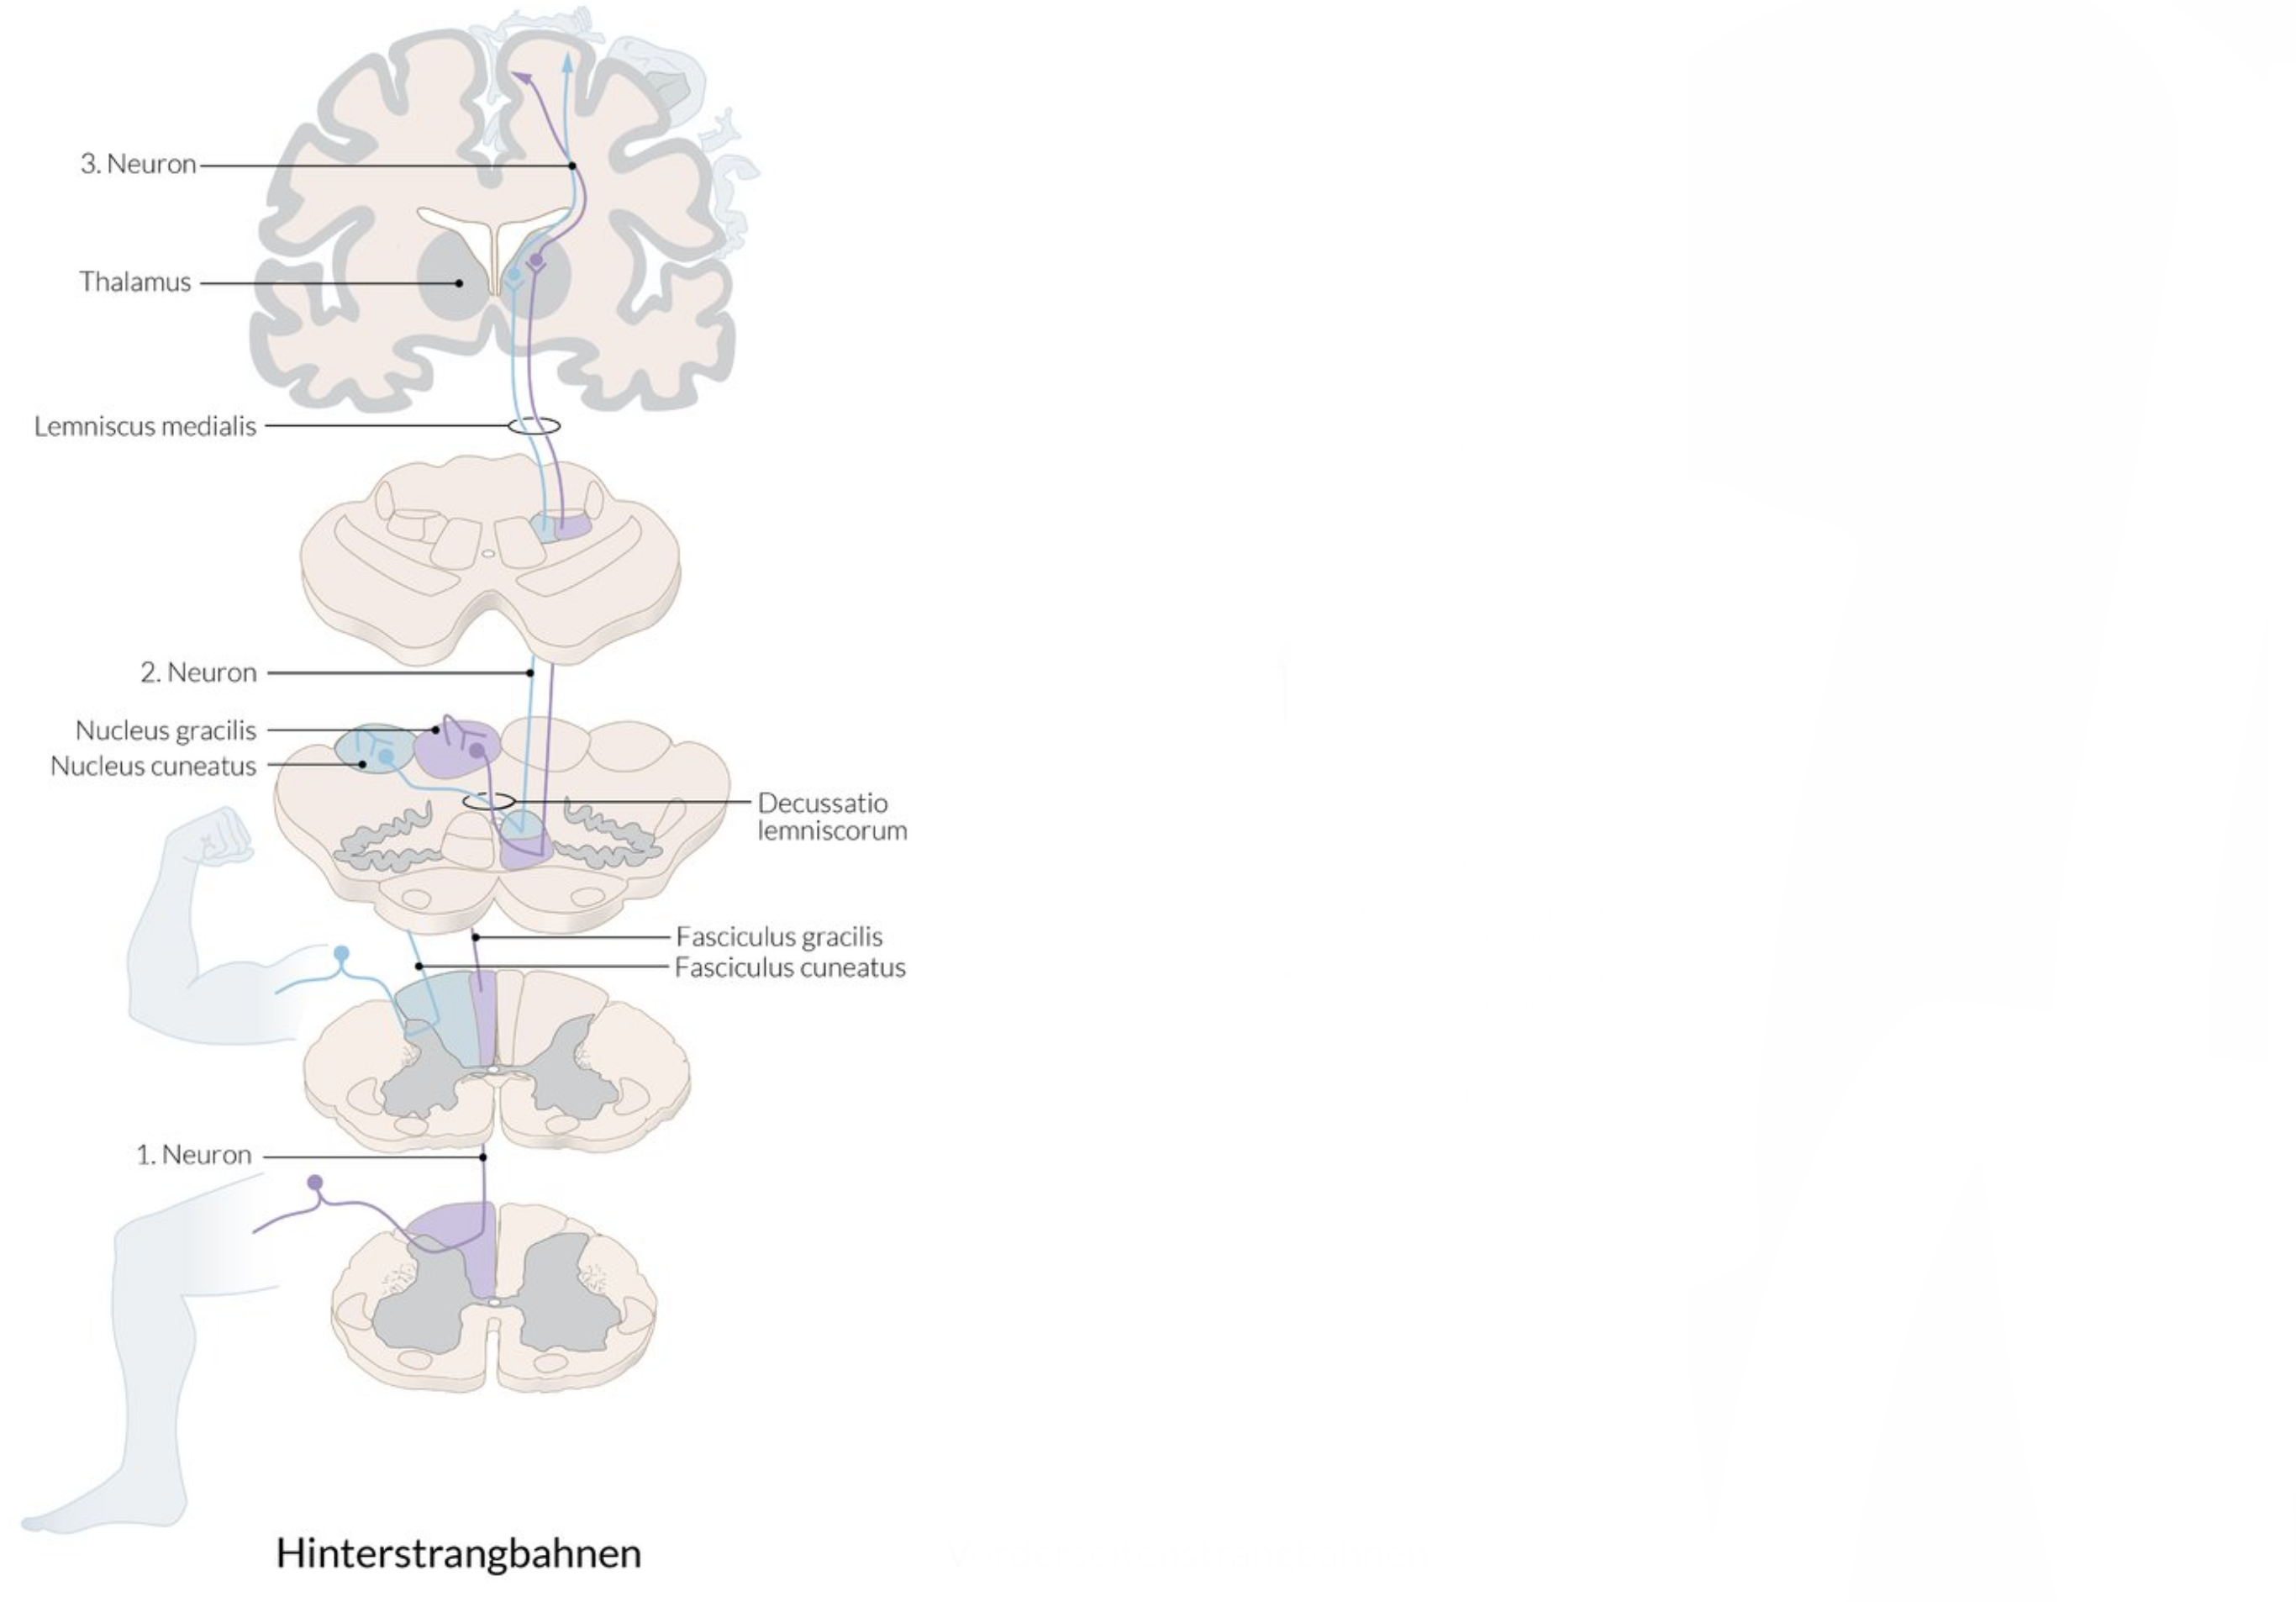 3. Neuron
Thalamus
Lemniscus medialis
2. Neuron
Nucleus gracilis
Nucleus cuneatus
Decussatio
lemniscorum
Fasciculus gracilis
Fasciculus cuneatus
1. Neuron
Hinterstrangbahnen